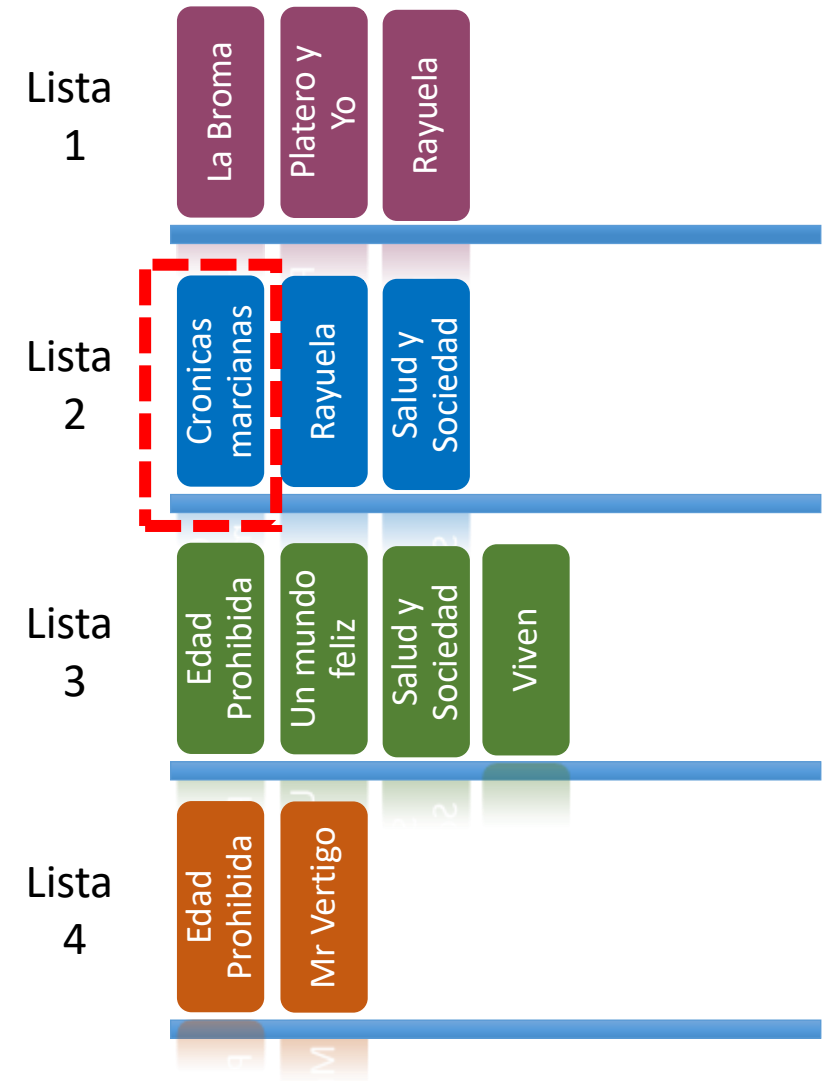 Lista
1
La Broma
Platero y
Yo
Rayuela
Lista
2
Cronicas
marcianas
Rayuela
Salud y
Sociedad
Lista
3
Edad
Prohibida
Un mundo
feliz
Salud y
Sociedad
Viven
Lista
4
Edad
Prohibida
Mr Vertigo